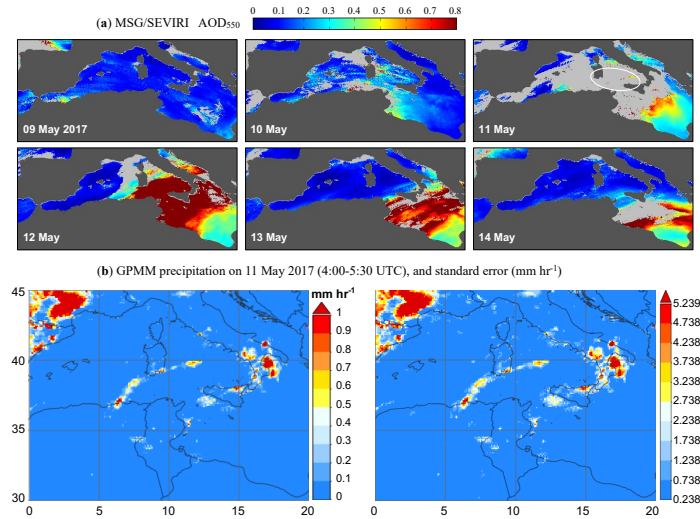 (a) MSG/SEVIRI AOD550
0 0.1 0.2 0.3 0.4 0.5 0.6 0.7 0.8
09 May 2017
10 May
11 May
12 May
13 May
14 May
(b) GPMM precipitation on 11 May 2017 (4:00-5:30 UTC), and standard error (mm hr-1)
mm hr-1
45
40
35
30
0 5 10 15 20
1
0.9
0.8
0.7
0.6
0.5
0.4
0.3
0.2
0.1
0
45
40
35
30
0 5 10 15 20
5.239
4.738
4.238
3.738
3.238
2.738
2.238
1.738
1.238
0.738
0.238